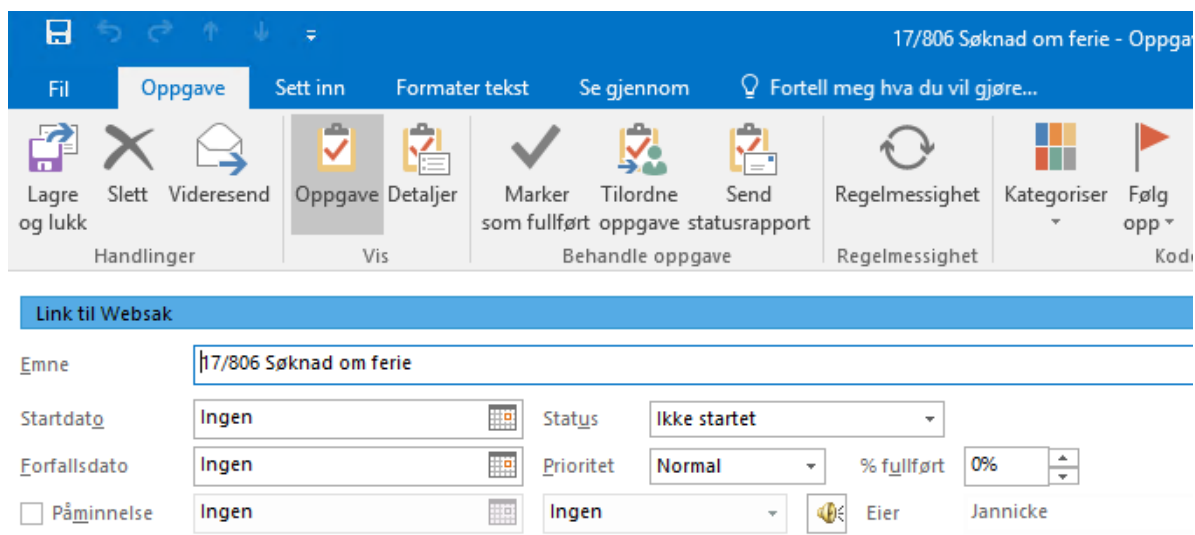 17/806 Søknad om ferie - Oppga
Fil Oppgave Sett inn Formater tekst Se gjennom Fortell meg hva du vil gjøre...
Lagre og lukk Slett Videresend Oppgave Detaljer Marker som fullført Tilordne oppgave Send statusrapport Regelmessighet Kategoriser Følg opp
Handlinger Vis Behandle oppgave Regelmessighet Kod
Link til Websak
Emne 17/806 Søknad om ferie
Startdato Ingen Status Ikke startet
Forfallsdato Ingen Prioritet Normal % fullført 0%
Påminnelse Ingen Ingen Eier Jannicke